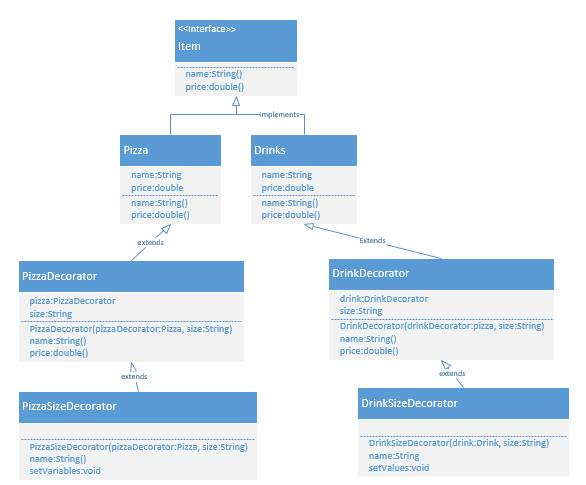 <<Interface>>
Item
name:String()
price:double()
Implements
Pizza
name:String
price:double
name:String()
price:double()
Drinks
name:String
price:double
name:String()
price:double()
extends
Extends
PizzaDecorator
pizza:PizzaDecorator
size:String
PizzaDecorator(pizzaDecorator:Pizza, size:String)
name:String()
price:double()
DrinkDecorator
drink:DrinkDecorator
size:String
DrinkDecorator(drinkDecorator:pizza, size:String)
name:String()
price:double()
extends
extends
PizzaSizeDecorator
PizzaSizeDecorator(pizzaDecorator:Pizza, size:String)
name:String()
setVariables:void
DrinkSizeDecorator
DrinkSizeDecorator(drink:Drink, size:String)
name:String
setValues:void